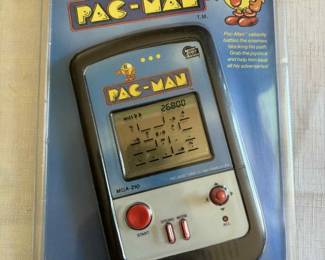 PAC-MAN
T.M.
Pac-Man valiantly
battles the enemies
blocking his path.
Grab the joystick
and help him beat
all his adversaries!
PAC-MAN
26800
MGA-210
START
ALL